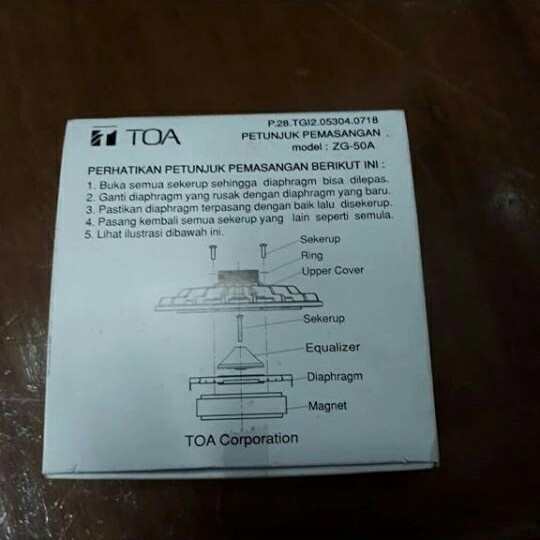 TOA
P.28.TGI2.05304.0718
PETUNJUK PEMASANGAN
model : ZG-50A
PERHATIKAN PETUNJUK PEMASANGAN BERIKUT INI :
1. Buka semua sekerup sehingga diaphragm bisa dilepas.
2. Ganti diaphragm yang rusak dengan diaphragm yang baru.
3. Pastikan diaphragm terpasang dengan baik lalu disekerup.
4. Pasang kembali semua sekerup yang lain seperti semula.
5. Lihat ilustrasi dibawah ini.
Sekerup
Ring
Upper Cover
Sekerup
Equalizer
Diaphragm
Magnet
TOA Corporation